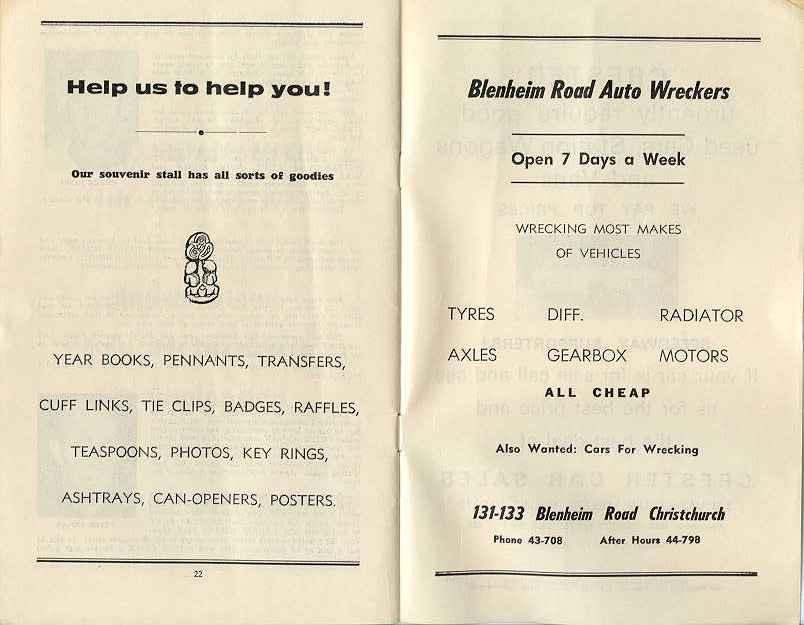 Help us to help you!
Our souvenir stall has all sorts of goodies
YEAR BOOKS, PENNANTS, TRANSFERS,
CUFF LINKS, TIE CLIPS, BADGES, RAFFLES,
TEASPOONS, PHOTOS, KEY RINGS,
ASHTRAYS, CAN-OPENERS, POSTERS.
22
Blenheim Road Auto Wreckers
Open 7 Days a Week
WRECKING MOST MAKES
OF VEHICLES
TYRES DIFF. RADIATOR
AXLES GEARBOX MOTORS
ALL CHEAP
Also Wanted: Cars For Wrecking
131-133 Blenheim Road Christchurch
Phone 43-708 After Hours 44-798